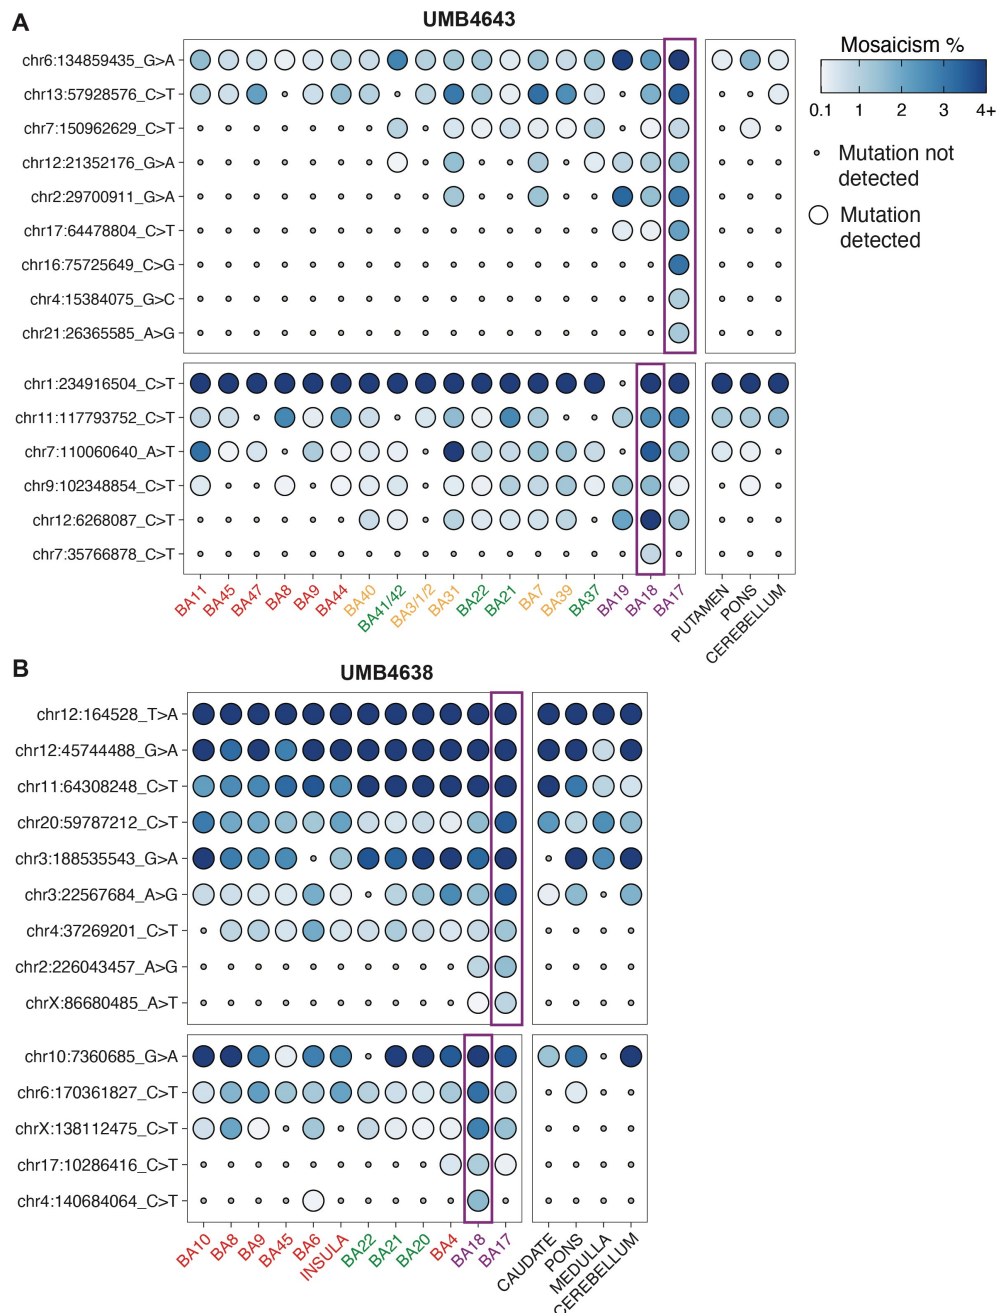 A
UMB4643
chr6:134859435_G>A
chr13:57928576_C>T
chr7:150962629_C>T
chr12:21352176_G>A
chr2:29700911_G>A
chr17:64478804_C>T
chr16:75725649_C>G
chr4:15384075_G>C
chr21:26365585_A>G
chr1:234916504_C>T
chr11:117793752_C>T
chr7:110060640_A>T
chr9:102348854_C>T
chr12:6268087_C>T
chr7:35766878_C>T
BA11
BA45
BA47
BA8
BA9
BA44
BA40
BA41/42
BA3/1/2
BA31
BA22
BA21
BA7
BA39
BA37
BA19
BA18
BA17
PUTAMEN
PONS
CEREBELLUM
Mosaicism %
0.1 1 2 3 4+
Mutation not
detected
Mutation
detected
B
UMB4638
chr12:164528_T>A
chr12:45744488_G>A
chr11:64308248_C>T
chr20:59787212_C>T
chr3:188535543_G>A
chr3:22567684_A>G
chr4:37269201_C>T
chr2:226043457_A>G
chrX:86680485_A>T
chr10:7360685_G>A
chr6:170361827_C>T
chrX:138112475_C>T
chr17:10286416_C>T
chr4:140684064_C>T
BA10
BA8
BA9
BA45
BA6
INSULA
BA22
BA21
BA20
BA4
BA18
BA17
CAUDATE
PONS
MEDULLA
CEREBELLUM